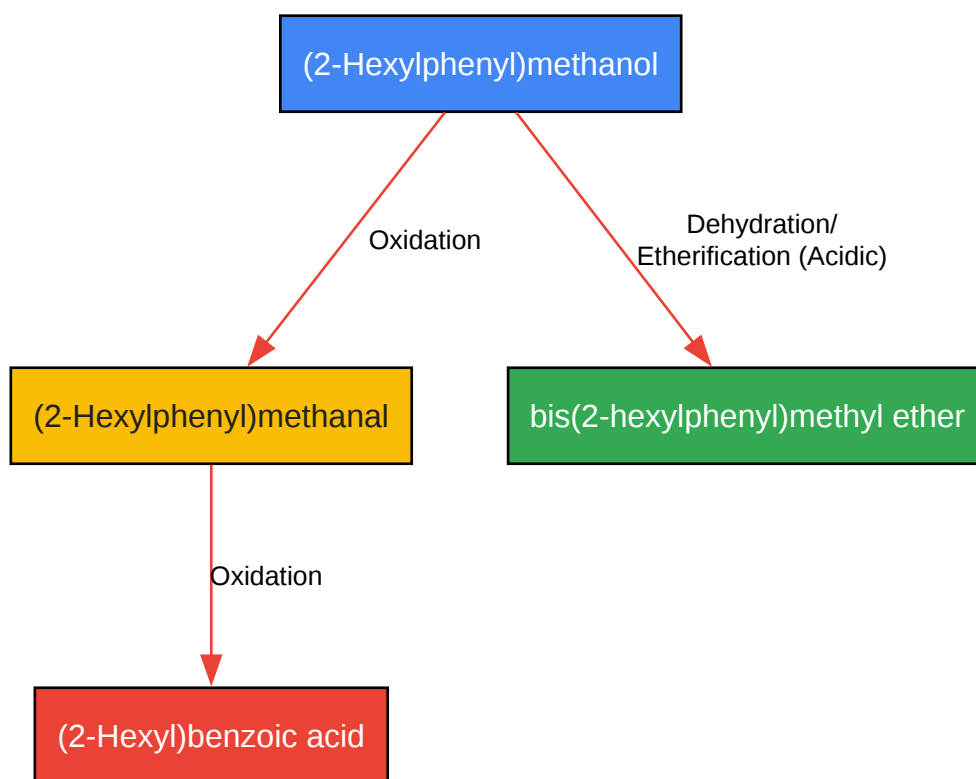 (2-Hexylphenyl)methanol
Oxidation
Dehydration/
Etherification (Acidic)
(2-Hexylphenyl)methanal
bis(2-hexylphenyl)methyl ether
Oxidation
(2-Hexyl)benzoic acid